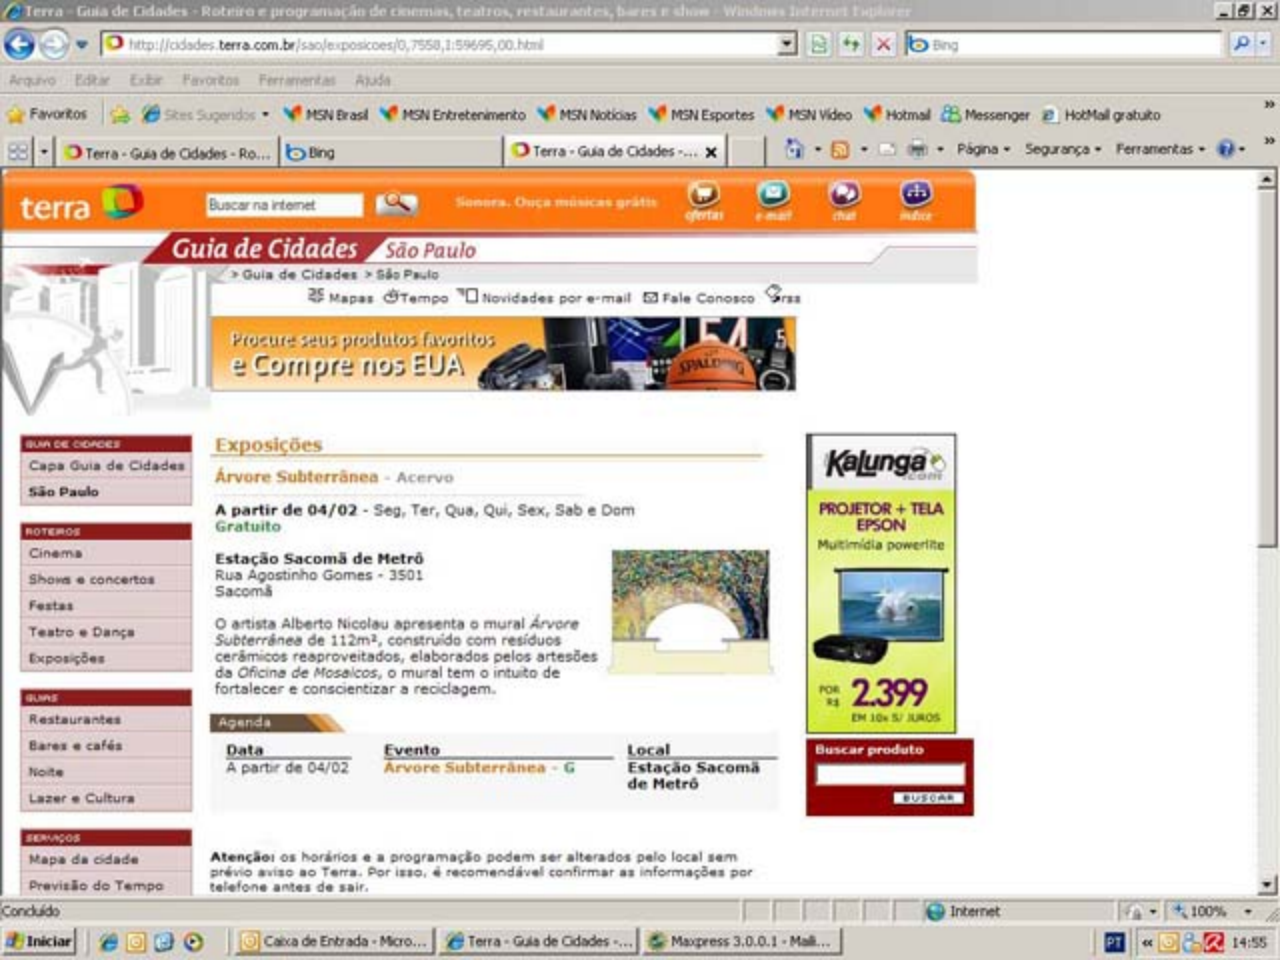 Terra - Guia de Cidades - Roteiro e programação de cinemas, teatros, restaurantes, bares e show - Windows Internet Explorer
http://cidades.terra.com.br/sao/exposicoes/0,7558,1:59695,00.html
Bing
Arquivo Editar Exibir Favoritos Ferramentas Ajuda
Favoritos Sites Sugeridos MSN Brasil MSN Entretenimento MSN Notícias MSN Esportes MSN Vídeo Hotmail Messenger HotMail gratuito
Terra - Guia de Cidades - Ro... Bing Terra - Guia de Cidades -... Página Segurança Ferramentas
terra Buscar na internet Sonora. Ouça músicas grátis ofertas e-mail chat índice
Guia de Cidades São Paulo
> Guia de Cidades > São Paulo
Mapas Tempo Novidades por e-mail Fale Conosco rss
Procure seus produtos favoritos
e Compre nos EUA
SPALDING
GUIA DE CIDADES
Capa Guia de Cidades
São Paulo
ROTEIROS
Cinema
Shows e concertos
Festas
Teatro e Dança
Exposições
GUIAS
Restaurantes
Bares e cafés
Noite
Lazer e Cultura
SERVIÇOS
Mapa da cidade
Previsão do Tempo
Exposições
Árvore Subterrânea - Acervo
A partir de 04/02 - Seg, Ter, Qua, Qui, Sex, Sab e Dom
Gratuito
Estação Sacomã de Metrô
Rua Agostinho Gomes - 3501
Sacomã
O artista Alberto Nicolau apresenta o mural Árvore
Subterrânea de 112m², construído com resíduos
cerâmicos reaproveitados, elaborados pelos artesões
da Oficina de Mosaicos, o mural tem o intuito de
fortalecer e conscientizar a reciclagem.
Agenda
Data Evento Local
A partir de 04/02 Árvore Subterrânea - G Estação Sacomã
de Metrô
Atenção: os horários e a programação podem ser alterados pelo local sem
prévio aviso ao Terra. Por isso, é recomendável confirmar as informações por
telefone antes de sair.
Kalunga
.com
PROJETOR + TELA
EPSON
Multimídia powerlite
POR
R$ 2.399
EM 10x S/ JUROS
Buscar produto
BUSCAR
Concluído Internet 100%
Iniciar Caixa de Entrada - Micro... Terra - Guia de Cidades -... Maxpress 3.0.0.1 - Maili... PT 14:55